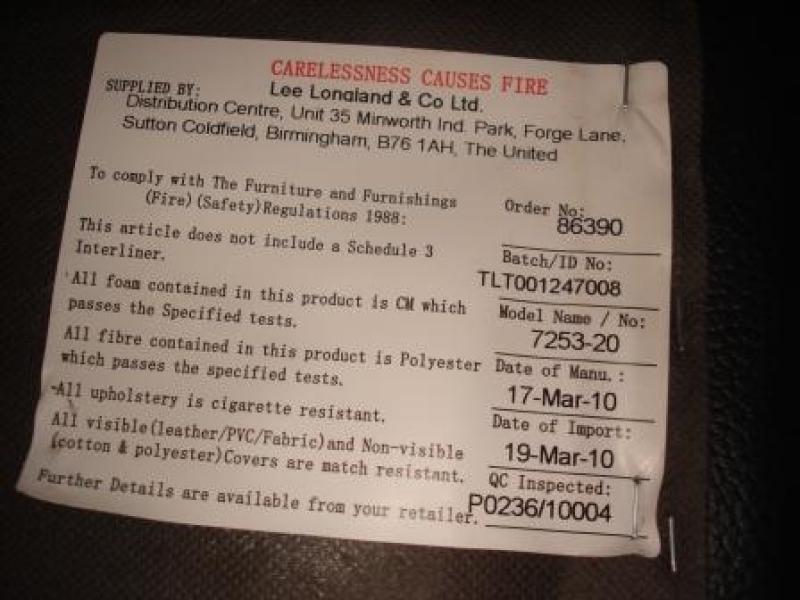 CARELESSNESS CAUSES FIRE
SUPPLIED BY: Lee Longland & Co Ltd.
Distribution Centre, Unit 35 Minworth Ind. Park, Forge Lane,
Sutton Coldfield, Birmingham, B76 1AH, The United
To comply with The Furniture and Furnishings
(Fire)(Safety)Regulations 1988:
This article does not include a Schedule 3
Interliner.
All foam contained in this product is CM which
passes the Specified tests.
All fibre contained in this product is Polyester
which passes the specified tests.
All upholstery is cigarette resistant.
All visible(leather/PVC/Fabric)and Non-visible
(cotton & polyester)Covers are match resistant.
Further Details are available from your retailer.
Order No:
86390
Batch/ID No:
TLT001247008
Model Name / No:
7253-20
Date of Manu.:
17-Mar-10
Date of Import:
19-Mar-10
QC Inspected:
P0236/10004